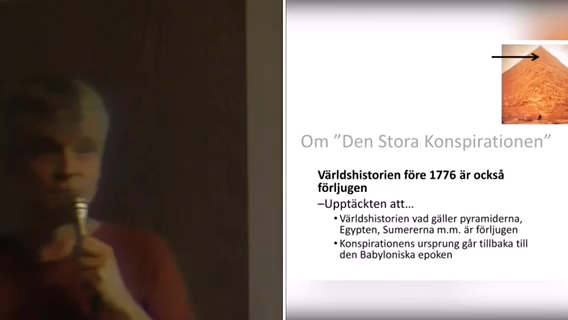 Om ”Den Stora Konspirationen”
Världshistorien före 1776 är också
förljugen
–Upptäckten att…
•Världshistorien vad gäller pyramiderna,
Egypten, Sumererna m.m. är förljugen
•Konspirationens ursprung går tillbaka till
den Babyloniska epoken